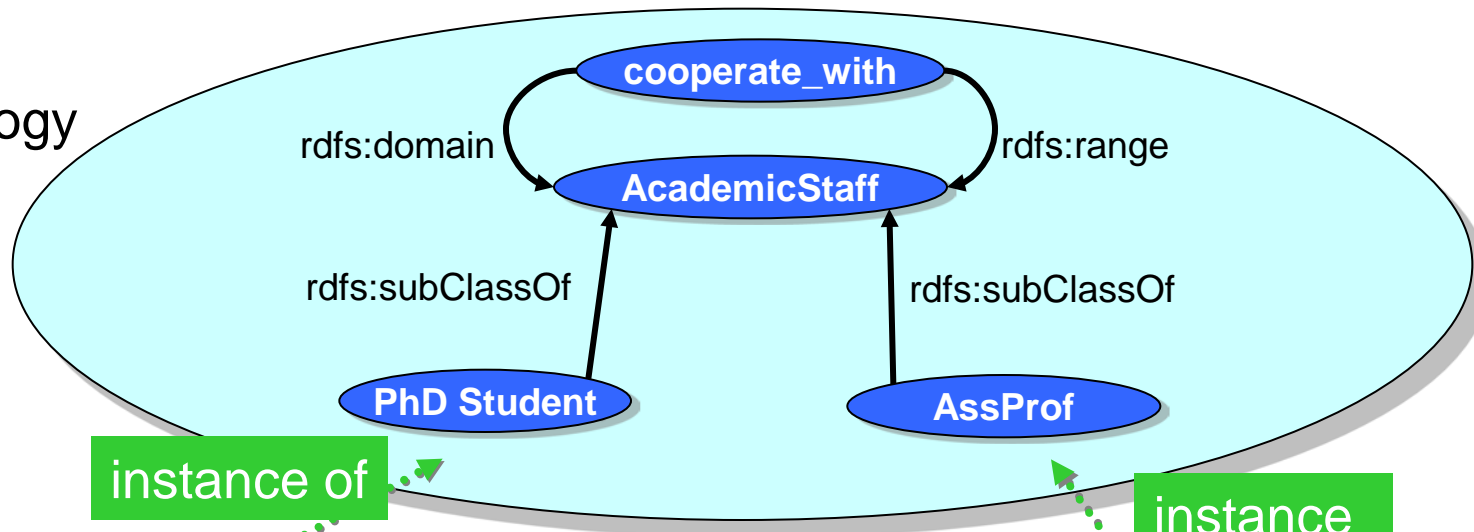 cooperate_with
ogy
rdfs:domain
rdfs:range
AcademicStaff
rdfs:subClassOf
rdfs:subClassOf
PhD Student
AssProf
instance of
instance